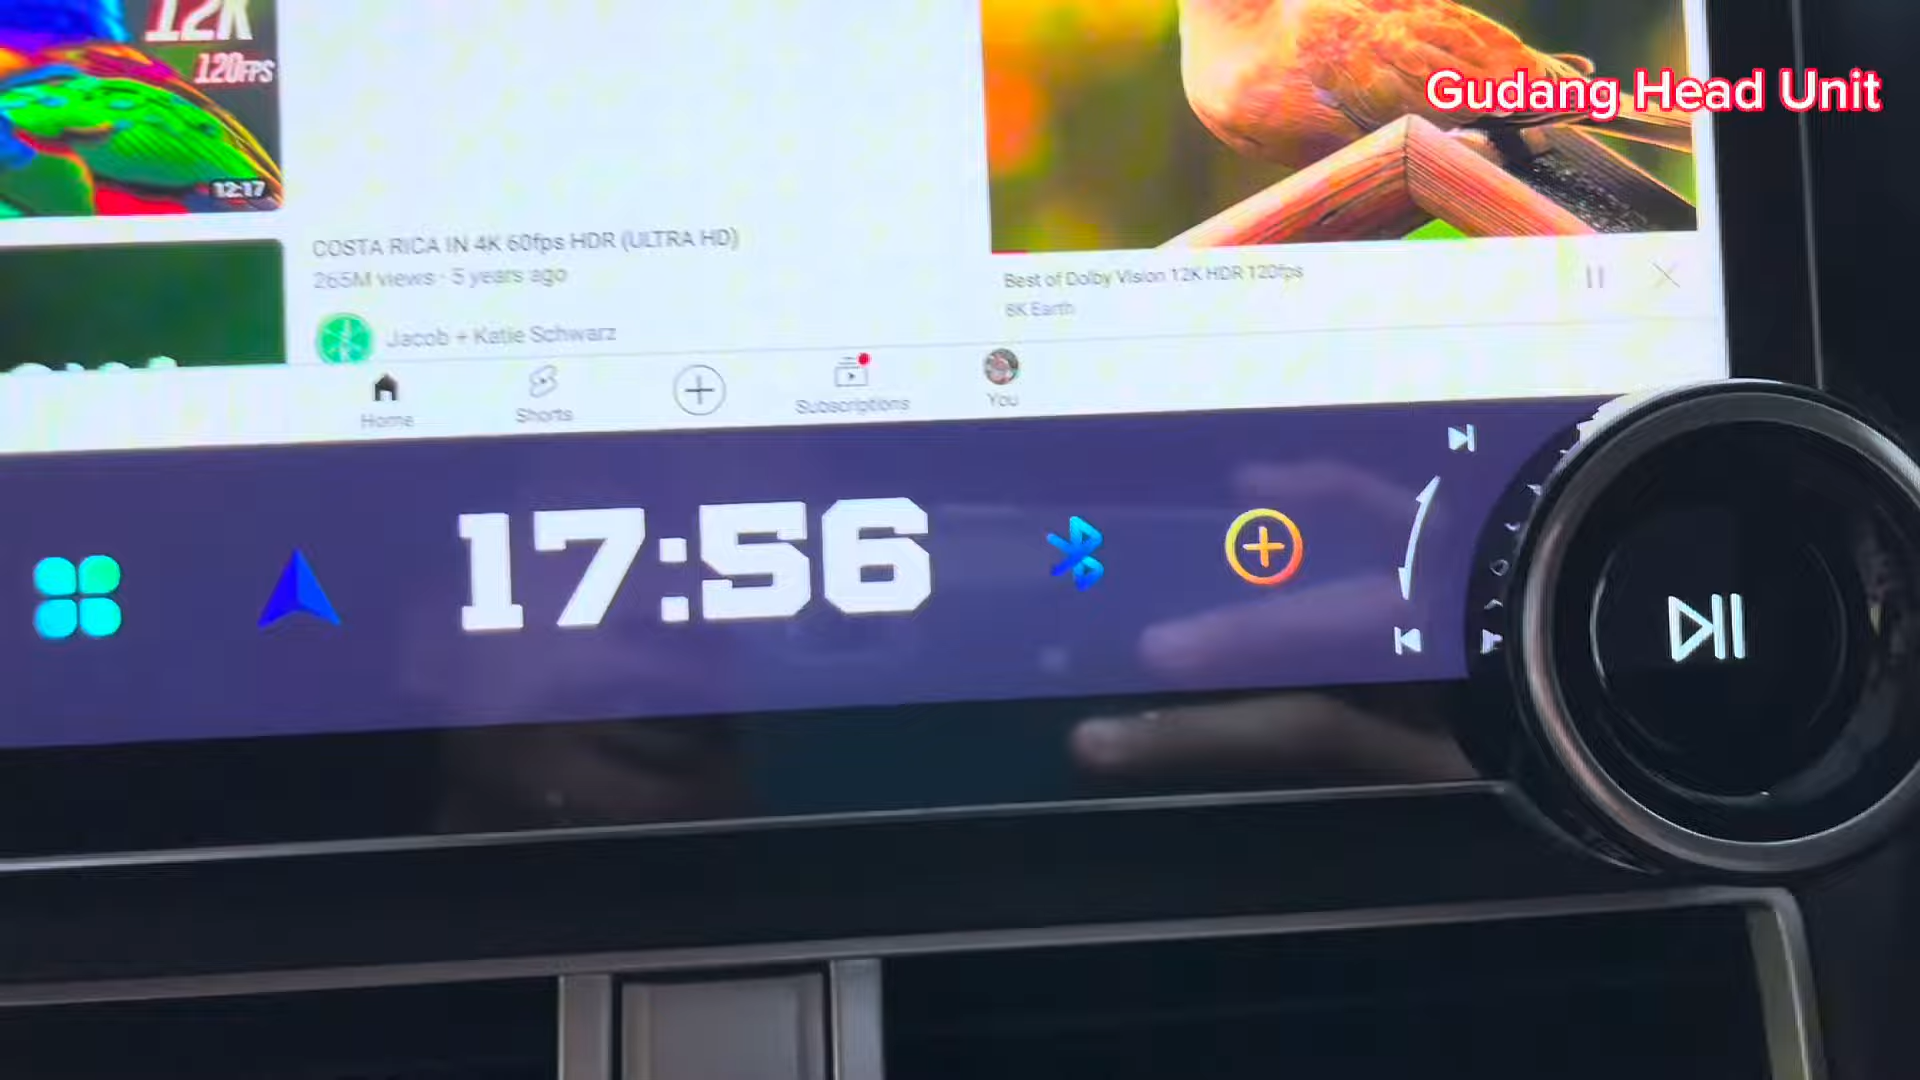 12K
120FPS
12:17
Gudang Head Unit
COSTA RICA IN 4K 60fps HDR (ULTRA HD)
265M views · 5 years ago
Jacob + Katie Schwarz
Best of Dolby Vision 12K HDR 120fps
8K Earth
Home
Shorts
Subscriptions
You
17:56